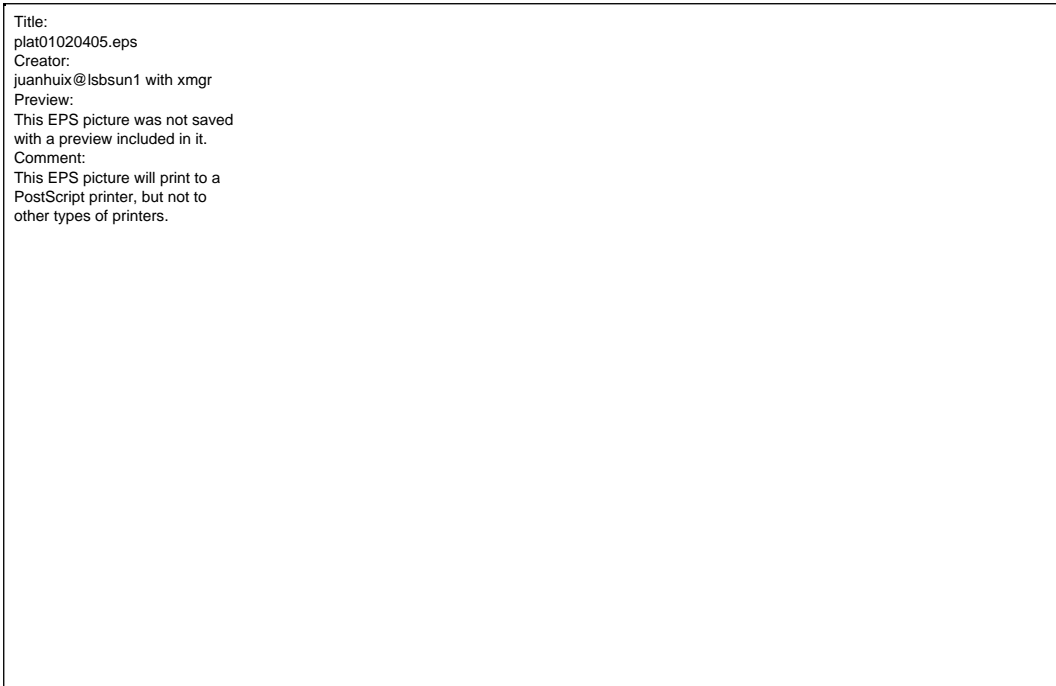 Title:
plat01020405.eps
Creator:
juanhuix@lsbsun1 with xmgr
Preview:
This EPS picture was not saved
with a preview included in it.
Comment:
This EPS picture will print to a
PostScript printer, but not to
other types of printers.